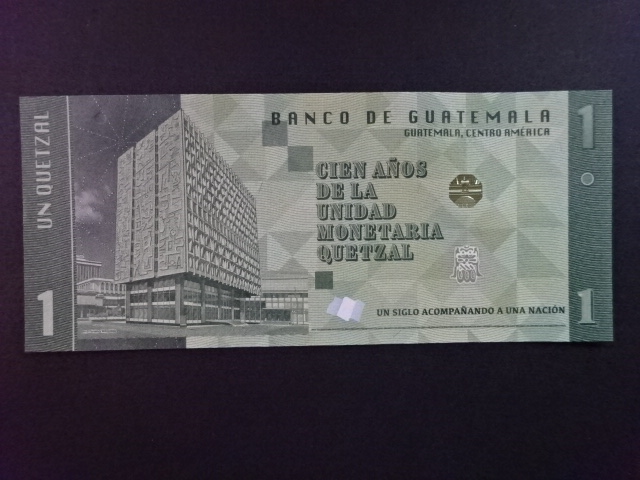 BANCO DE GUATEMALA
GUATEMALA, CENTRO AMÉRICA
UN QUETZAL
1
CIEN AÑOS
DE LA
UNIDAD
MONETARIA
QUETZAL
UN SIGLO ACOMPAÑANDO A UNA NACIÓN
1
1